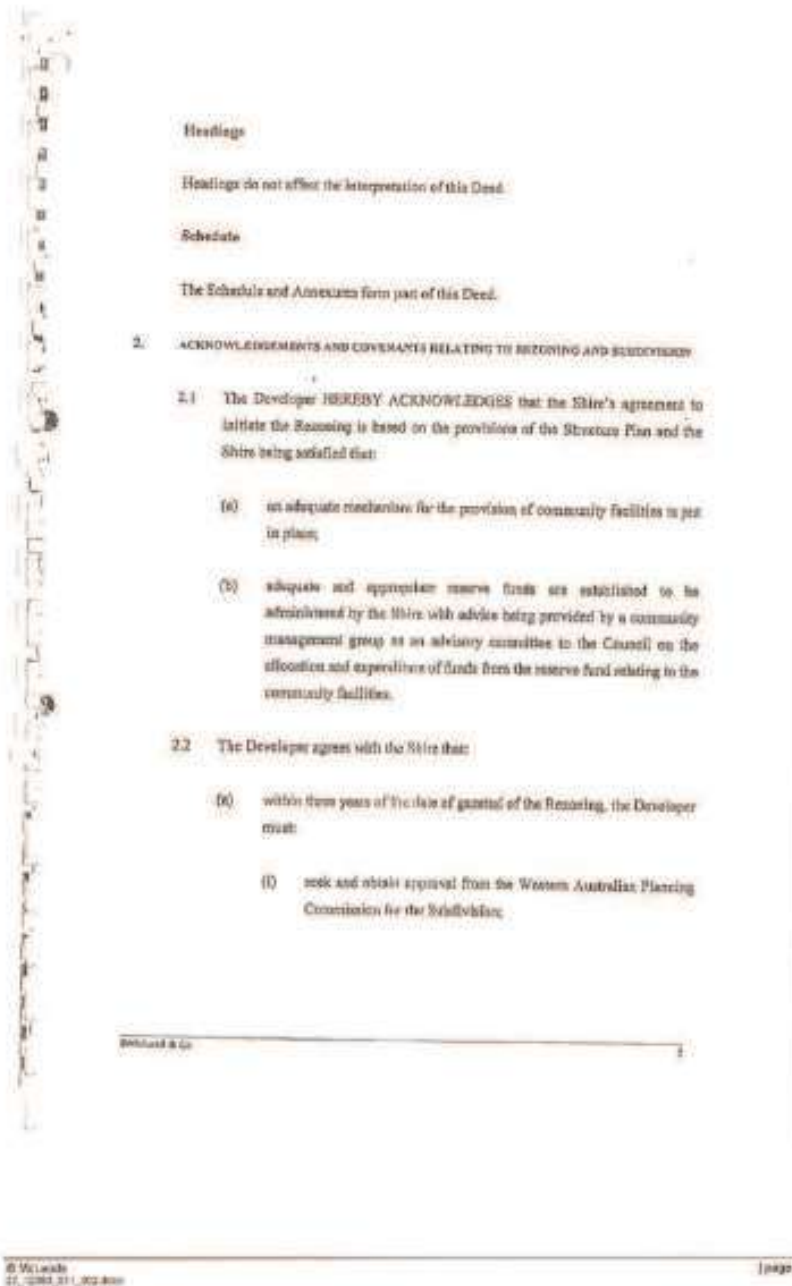 Headings
Headings do not affect the interpretation of this Deed.
Schedule
The Schedule and Annexures form part of this Deed.
2. ACKNOWLEDGEMENTS AND COVENANTS RELATING TO REZONING AND SUBDIVISION
2.1 The Developer HEREBY ACKNOWLEDGES that the Shire's agreement to
initiate the Rezoning is based on the provisions of the Structure Plan and the
Shire being satisfied that:
(a) an adequate mechanism for the provision of community facilities is put
in place;
(b) adequate and appropriate reserve funds are established to be
administered by the Shire with advice being provided by a community
management group as an advisory committee to the Council on the
allocation and expenditure of funds from the reserve fund relating to the
community facilities.
2.2 The Developer agrees with the Shire that:
(a) within three years of the date of gazettal of the Rezoning, the Developer
must:
(i) seek and obtain approval from the Western Australian Planning
Commission for the Subdivision;
& Co
© McLeods
| page